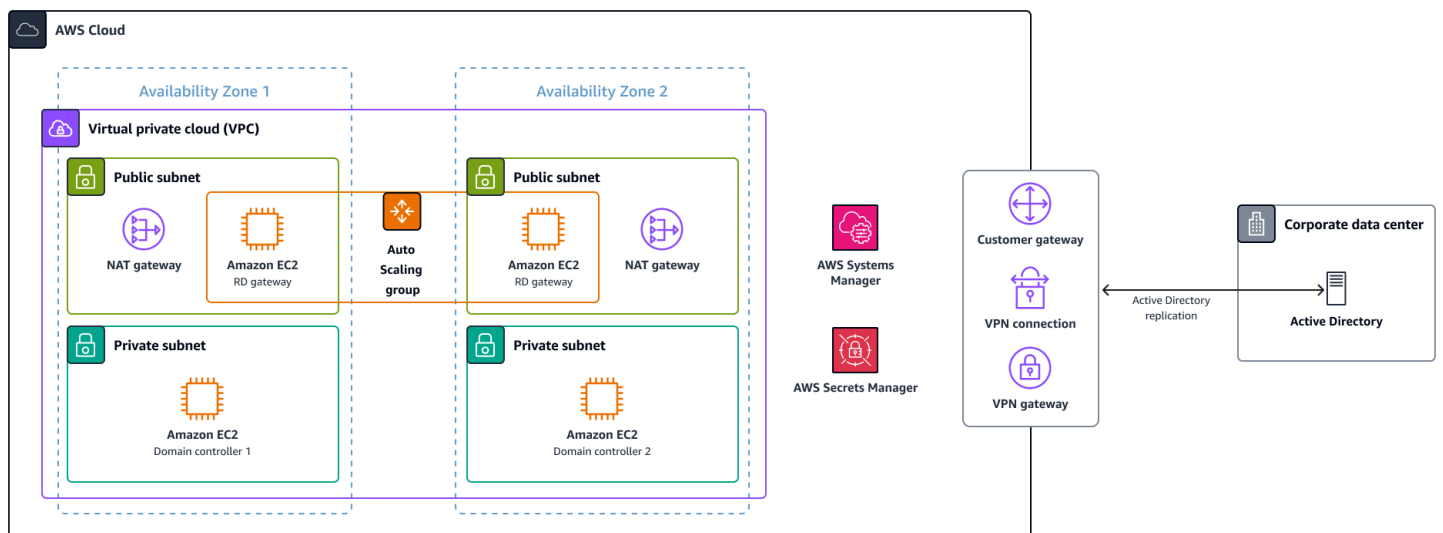 AWS Cloud
Availability Zone 1
Availability Zone 2
Virtual private cloud (VPC)
Public subnet
NAT gateway
Amazon EC2
RD gateway
Auto
Scaling
group
Public subnet
Amazon EC2
RD gateway
NAT gateway
Private subnet
Amazon EC2
Domain controller 1
Private subnet
Amazon EC2
Domain controller 2
AWS Systems
Manager
AWS Secrets Manager
Customer gateway
VPN connection
VPN gateway
Active Directory
replication
Corporate data center
Active Directory